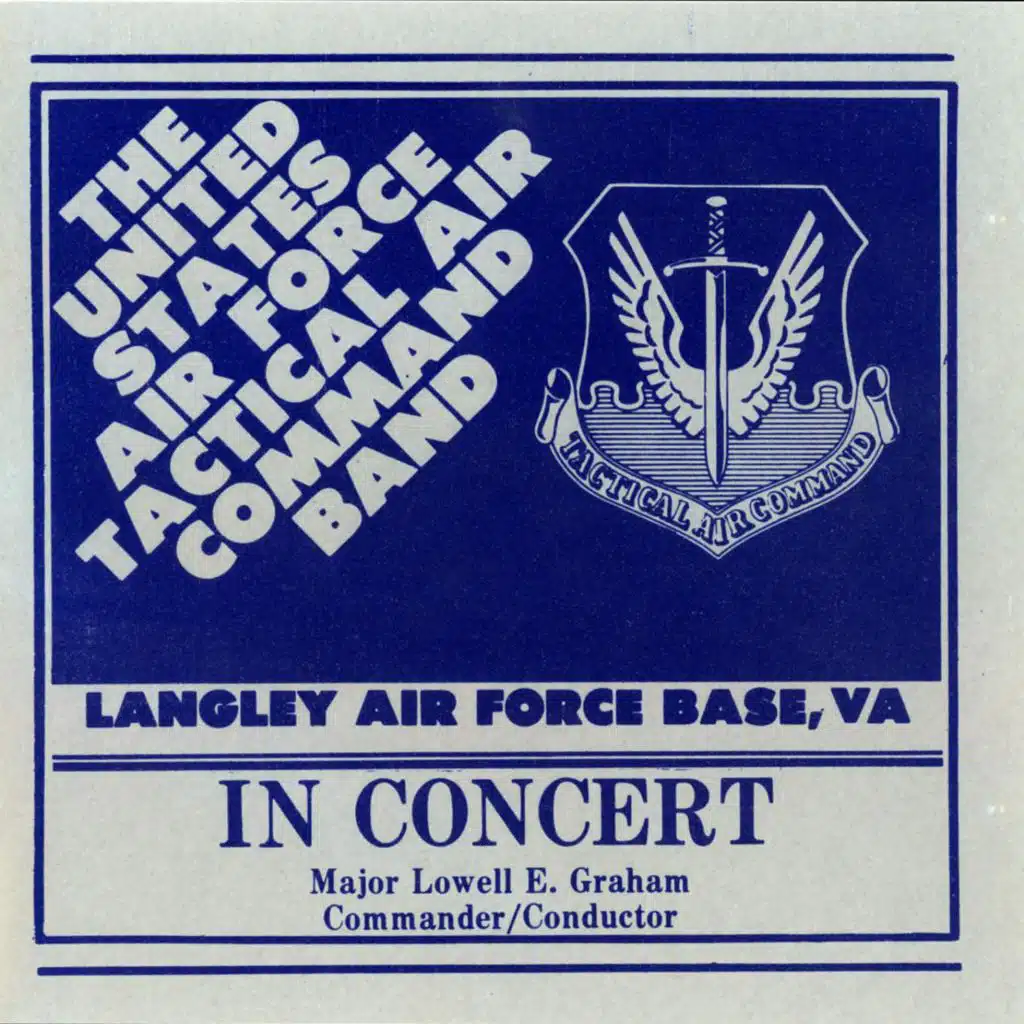 THE
UNITED
STATES
AIR FORCE
TACTICAL AIR
COMMAND
BAND
TACTICAL AIR COMMAND
LANGLEY AIR FORCE BASE, VA
IN CONCERT
Major Lowell E. Graham
Commander/Conductor